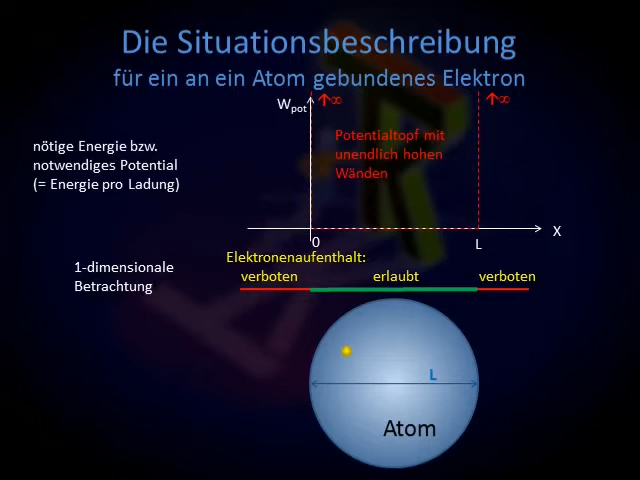 Die Situationsbeschreibung
für ein an ein Atom gebundenes Elektron
W_pot ↑∞ ↑∞
Potentialtopf mit
unendlich hohen
Wänden
nötige Energie bzw.
notwendiges Potential
(= Energie pro Ladung)
0 L X
Elektronenaufenthalt:
verboten erlaubt verboten
1-dimensionale
Betrachtung
L
Atom